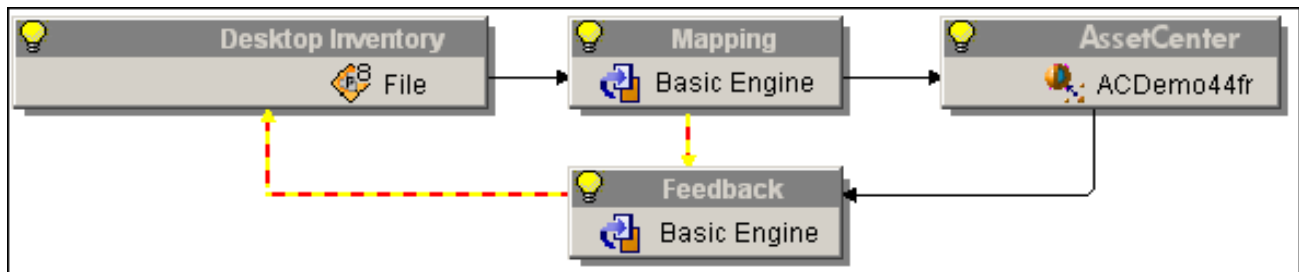 Desktop Inventory
File
Mapping
Basic Engine
AssetCenter
ACDemo44fr
Feedback
Basic Engine